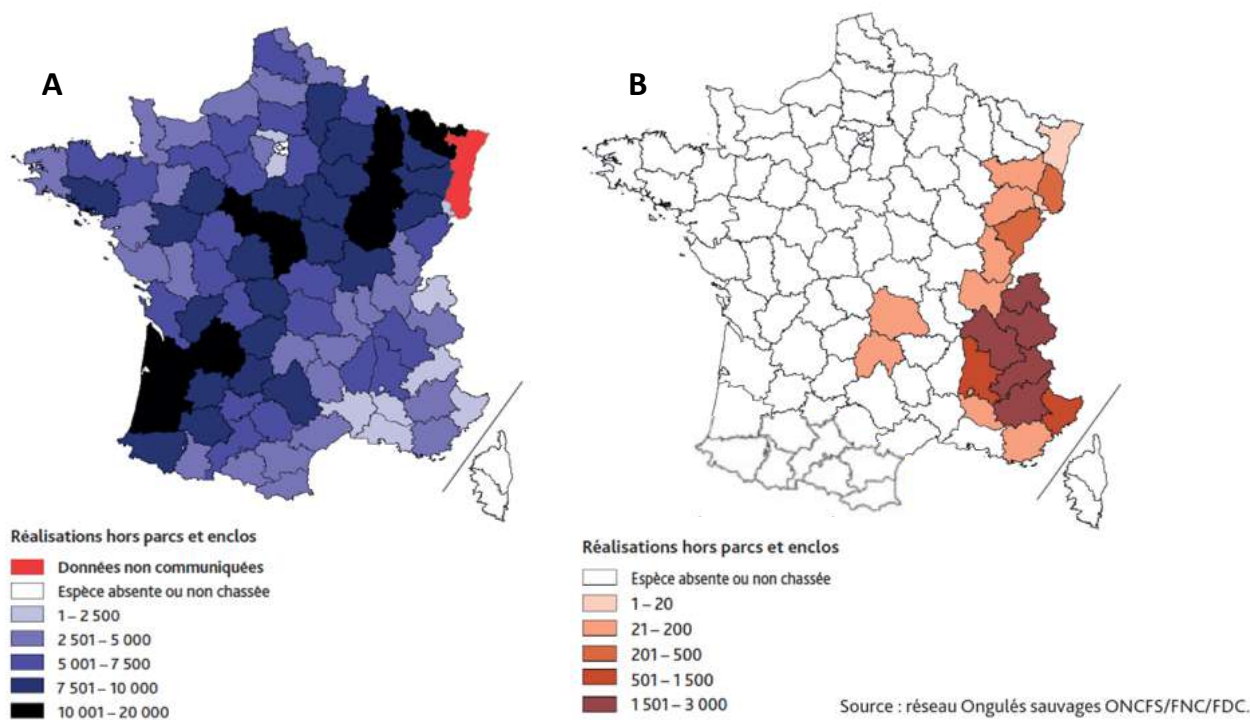 A
B
Réalisations hors parcs et enclos
Données non communiquées
Espèce absente ou non chassée
1 – 2 500
2 501 – 5 000
5 001 – 7 500
7 501 – 10 000
10 001 – 20 000
Réalisations hors parcs et enclos
Espèce absente ou non chassée
1 – 20
21 – 200
201 – 500
501 – 1 500
1 501 – 3 000
Source : réseau Ongulés sauvages ONCFS/FNC/FDC.